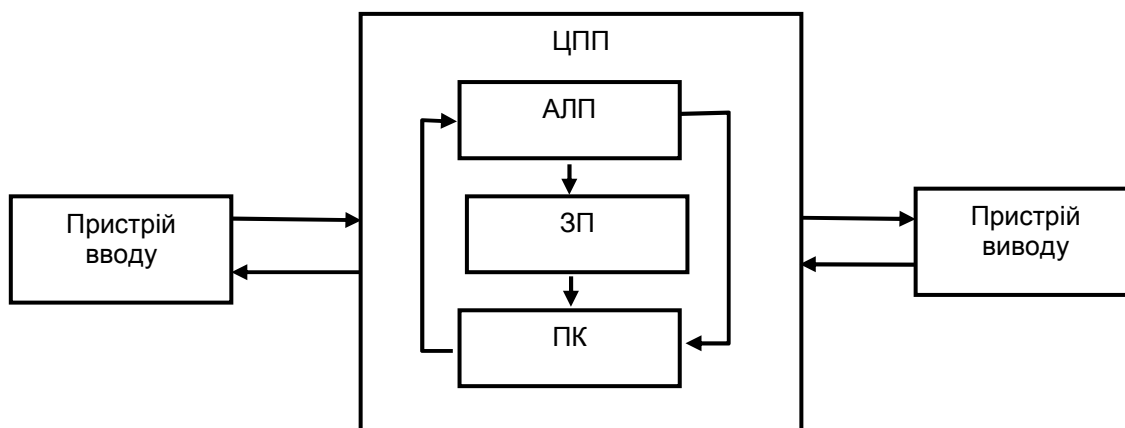 ЦПП
АЛП
ЗП
ПК
Пристрій
вводу
Пристрій
виводу